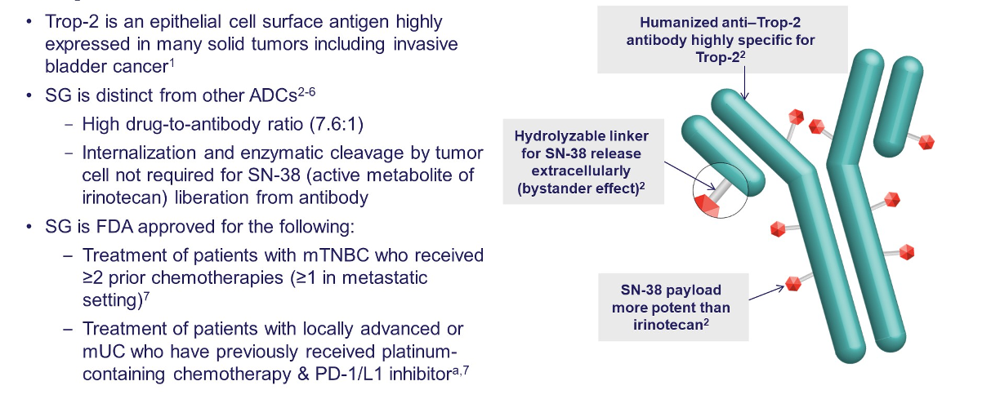 • Trop-2 is an epithelial cell surface antigen highly
expressed in many solid tumors including invasive
bladder cancer¹
• SG is distinct from other ADCs²⁻⁶
– High drug-to-antibody ratio (7.6:1)
– Internalization and enzymatic cleavage by tumor
cell not required for SN-38 (active metabolite of
irinotecan) liberation from antibody
• SG is FDA approved for the following:
– Treatment of patients with mTNBC who received
≥2 prior chemotherapies (≥1 in metastatic
setting)⁷
– Treatment of patients with locally advanced or
mUC who have previously received platinum-
containing chemotherapy & PD-1/L1 inhibitorᵃ,⁷
Humanized anti–Trop-2
antibody highly specific for
Trop-2²
Hydrolyzable linker
for SN-38 release
extracellularly
(bystander effect)²
SN-38 payload
more potent than
irinotecan²